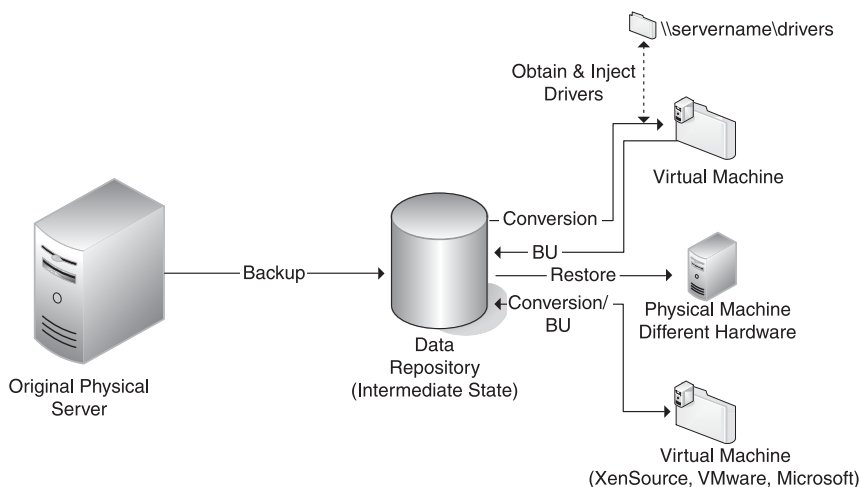 \\servername\drivers
Obtain & Inject
Drivers
Virtual Machine
Conversion
BU
Backup
Restore
Conversion/
BU
Physical Machine
Different Hardware
Data
Repository
(Intermediate State)
Original Physical
Server
Virtual Machine
(XenSource, VMware, Microsoft)